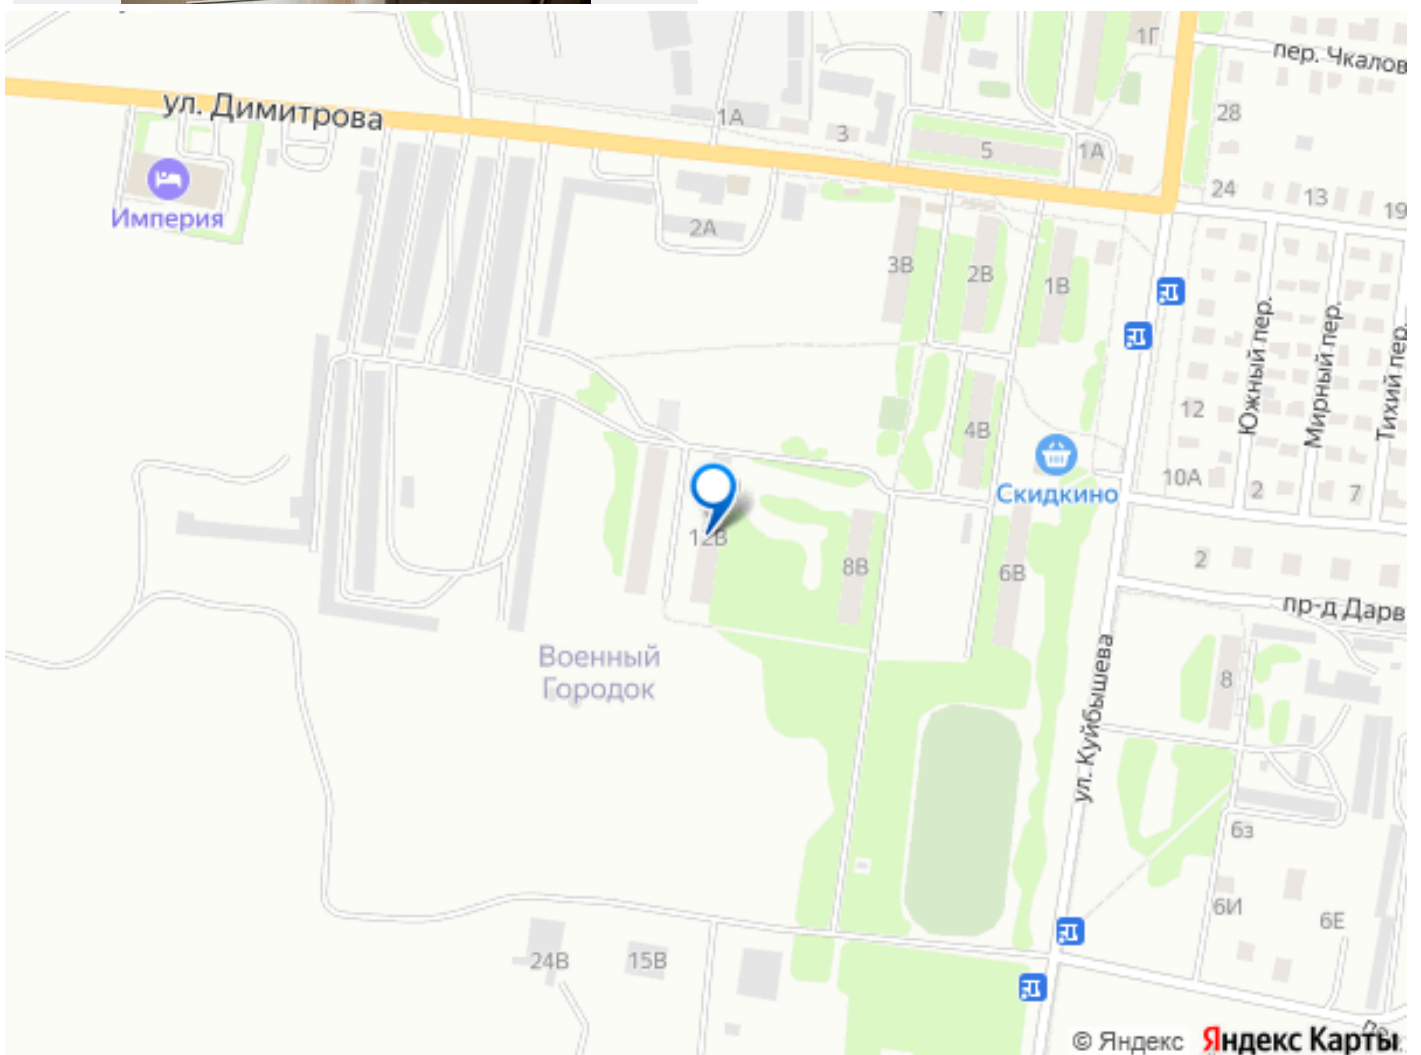 1Г
пер. Чкалов
ул. Димитрова
1А
3
28
5
1А
Империя
24
13
19
2А
3В
2В
1В
Южный пер.
Мирный пер.
Тихий пер.
12
4В
Скидкино
10А
2
7
12В
8В
6В
2
пр-д Дарв
Военный
Городок
8
ул. Куйбышева
6з
6И
6Е
24В
15В
© Яндекс
Яндекс Карты